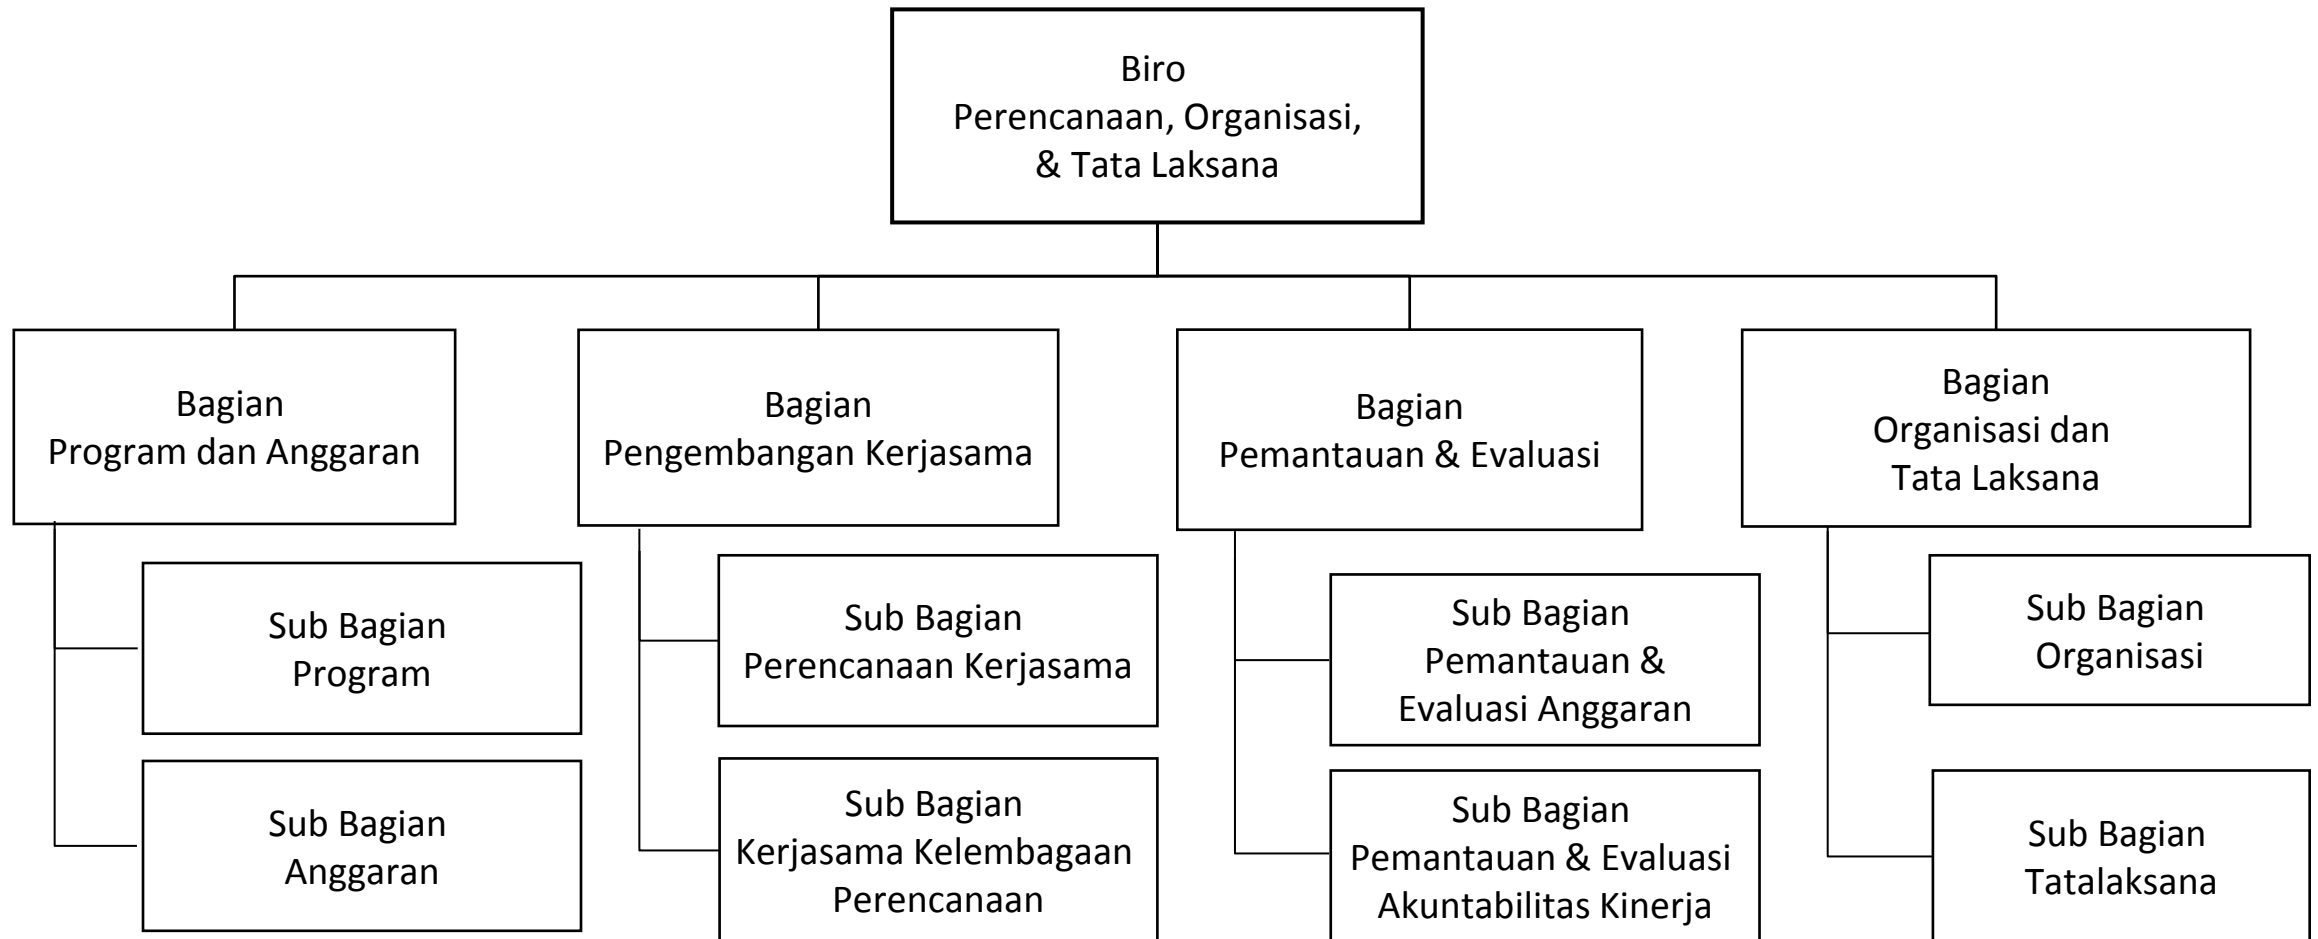 Biro
Perencanaan, Organisasi,
& Tata Laksana
Bagian
Program dan Anggaran
Bagian
Pengembangan Kerjasama
Bagian
Pemantauan & Evaluasi
Bagian
Organisasi dan
Tata Laksana
Sub Bagian
Program
Sub Bagian
Perencanaan Kerjasama
Sub Bagian
Pemantauan &
Evaluasi Anggaran
Sub Bagian
Organisasi
Sub Bagian
Anggaran
Sub Bagian
Kerjasama Kelembagaan
Perencanaan
Sub Bagian
Pemantauan & Evaluasi
Akuntabilitas Kinerja
Sub Bagian
Tatalaksana